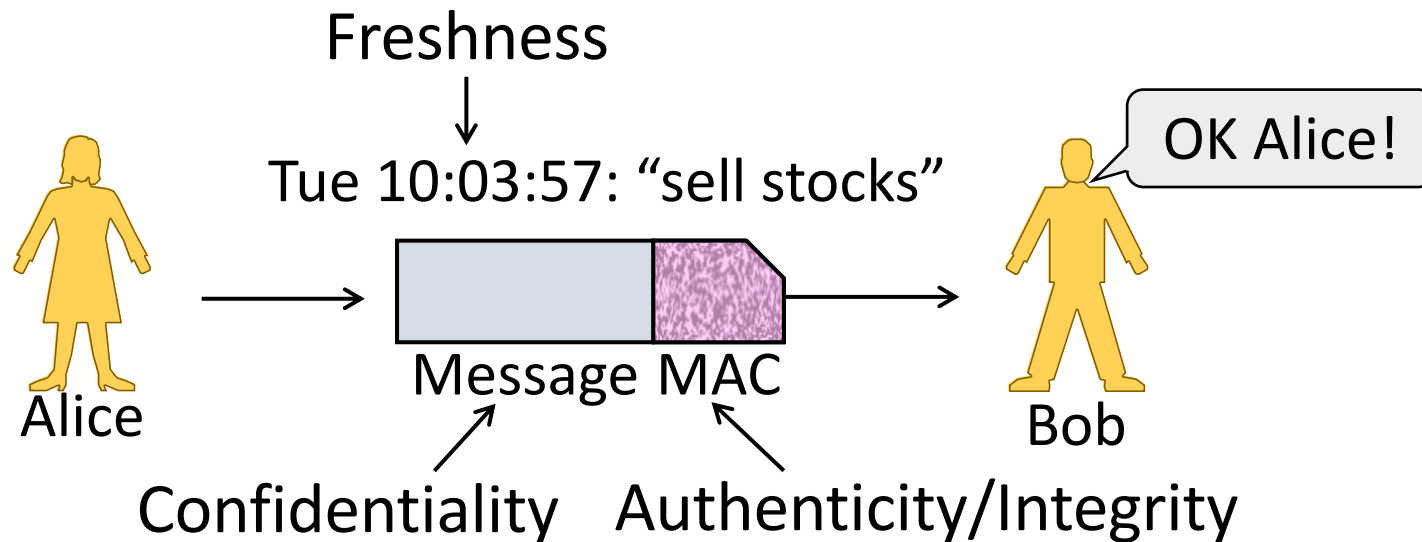 Freshness
OK Alice!
Tue 10:03:57: “sell stocks”
Message MAC
Alice
Bob
Confidentiality
Authenticity/Integrity